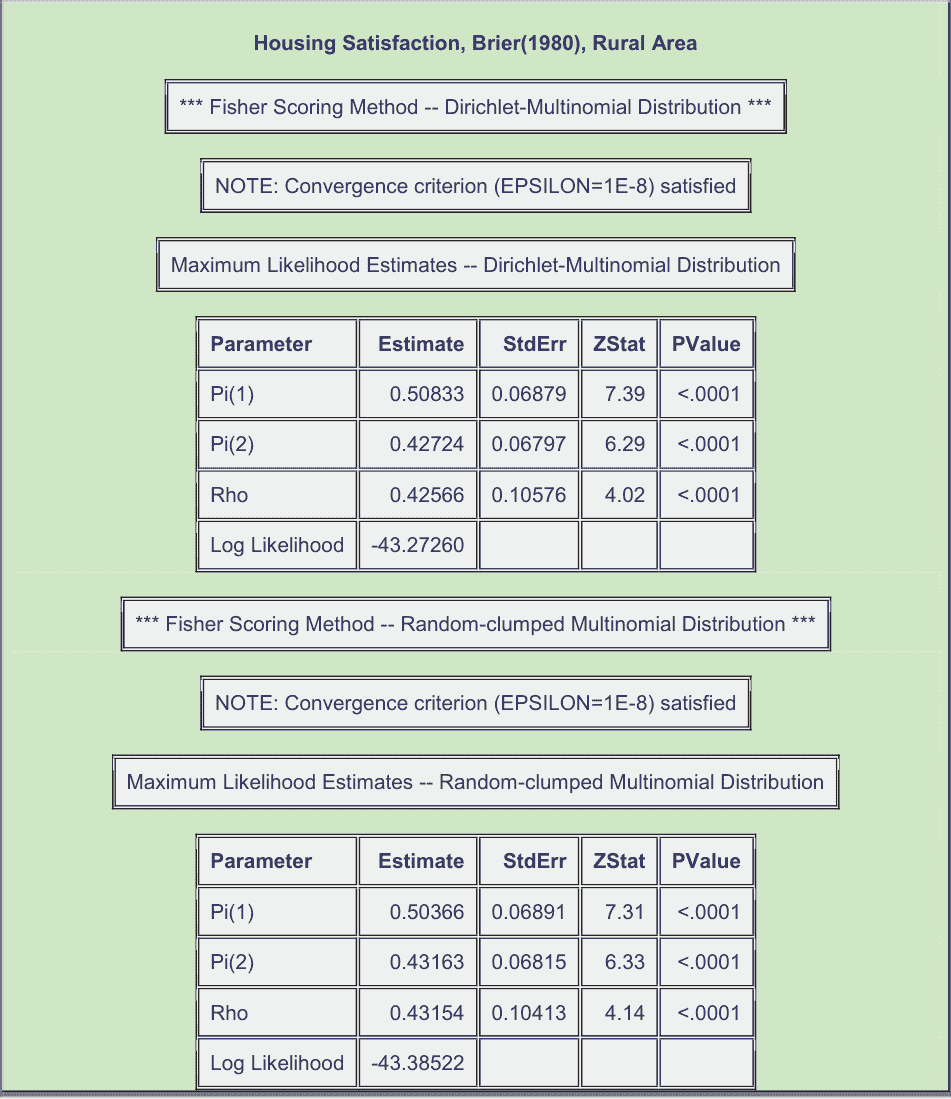 Housing Satisfaction, Brier(1980), Rural Area
*** Fisher Scoring Method -- Dirichlet-Multinomial Distribution ***
NOTE: Convergence criterion (EPSILON=1E-8) satisfied
Maximum Likelihood Estimates -- Dirichlet-Multinomial Distribution
Parameter Estimate StdErr ZStat PValue
Pi(1) 0.50833 0.06879 7.39 <.0001
Pi(2) 0.42724 0.06797 6.29 <.0001
Rho 0.42566 0.10576 4.02 <.0001
Log Likelihood -43.27260
*** Fisher Scoring Method -- Random-clumped Multinomial Distribution ***
NOTE: Convergence criterion (EPSILON=1E-8) satisfied
Maximum Likelihood Estimates -- Random-clumped Multinomial Distribution
Parameter Estimate StdErr ZStat PValue
Pi(1) 0.50366 0.06891 7.31 <.0001
Pi(2) 0.43163 0.06815 6.33 <.0001
Rho 0.43154 0.10413 4.14 <.0001
Log Likelihood -43.38522